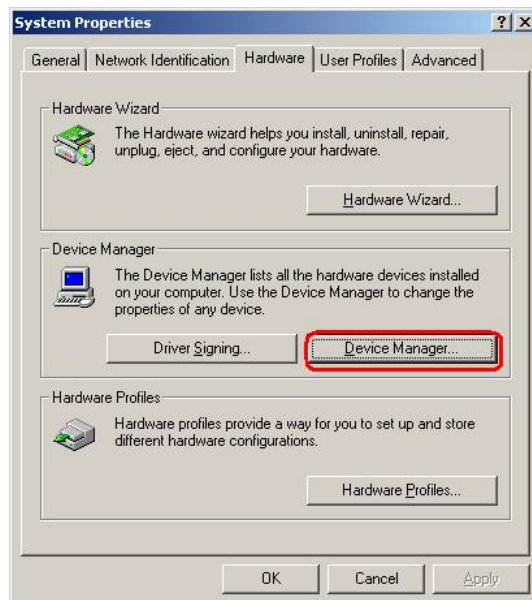 System Properties
General
Network Identification
Hardware
User Profiles
Advanced
Hardware Wizard
The Hardware wizard helps you install, uninstall, repair,
unplug, eject, and configure your hardware.
Hardware Wizard...
Device Manager
The Device Manager lists all the hardware devices installed
on your computer. Use the Device Manager to change the
properties of any device.
Driver Signing...
Device Manager...
Hardware Profiles
Hardware profiles provide a way for you to set up and store
different hardware configurations.
Hardware Profiles...
OK
Cancel
Apply